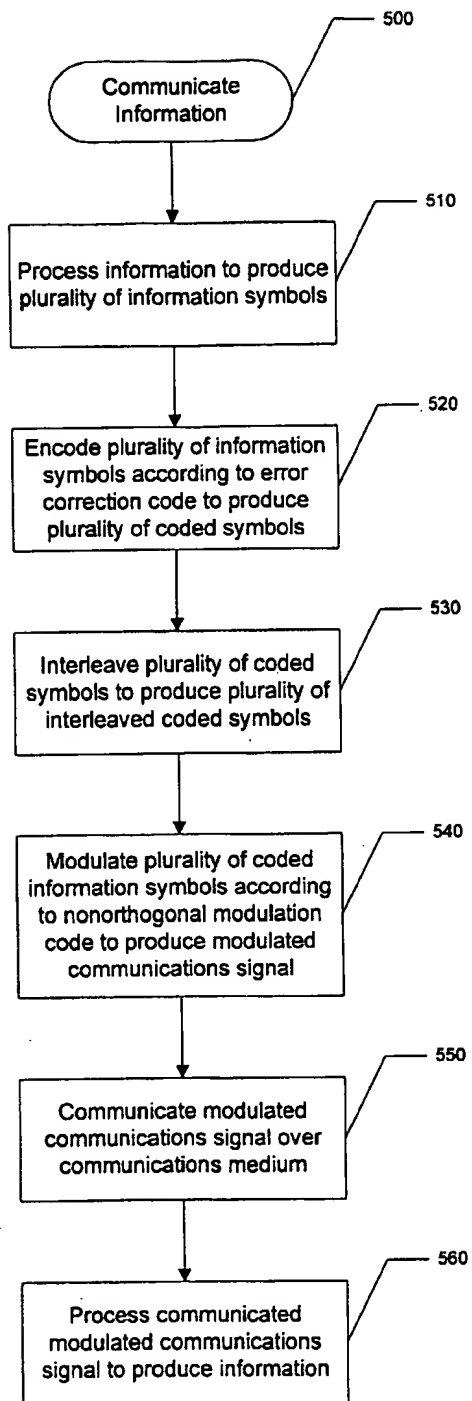 500
Communicate
Information
510
Process information to produce
plurality of information symbols
520
Encode plurality of information
symbols according to error
correction code to produce
plurality of coded symbols
530
Interleave plurality of coded
symbols to produce plurality of
interleaved coded symbols
540
Modulate plurality of coded
information symbols according
to nonorthogonal modulation
code to produce modulated
communications signal
550
Communicate modulated
communications signal over
communications medium
560
Process communicated
modulated communications
signal to produce information